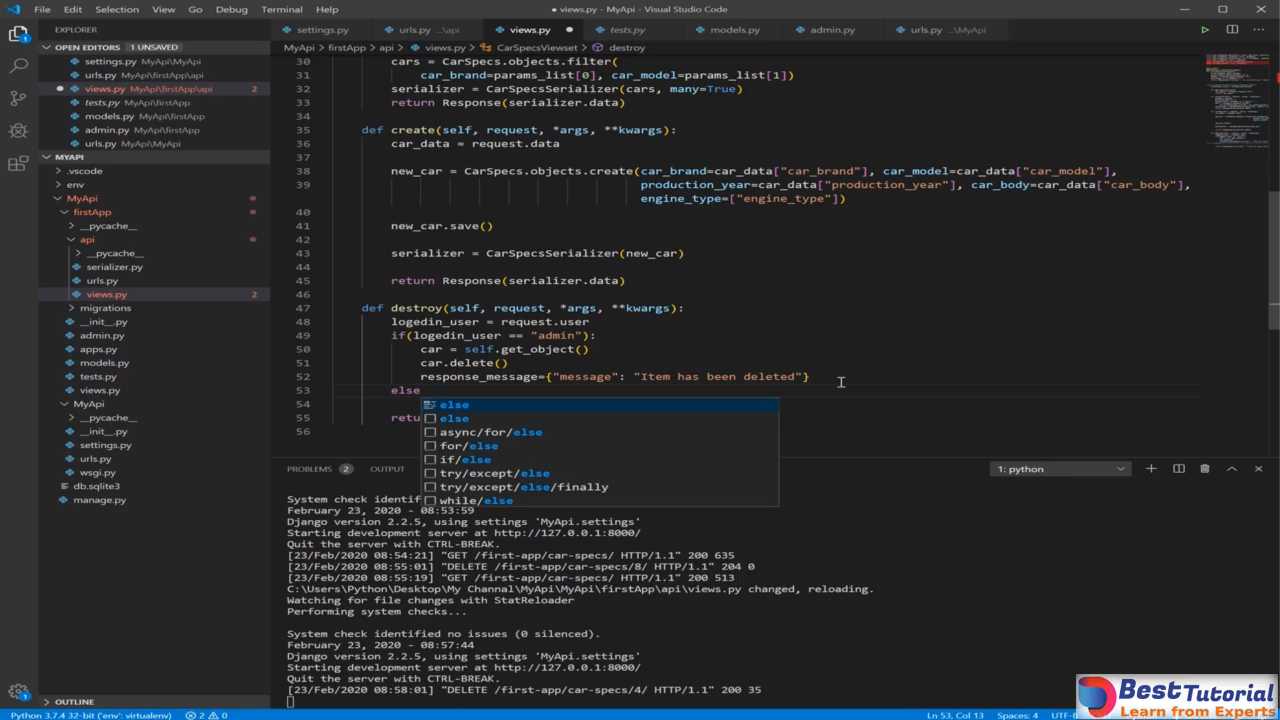 File Edit View Go Debug Terminal Help
● views.py - MyApi - Visual Studio Code
EXPLORER
settings.py urls.py ...\api views.py tests.py models.py admin.py urls.py ...\MyApi
OPEN EDITORS 1 UNSAVED
MyApi > firstApp > api > views.py > CarSpecsViewset > destroy
settings.py MyApi\MyApi
urls.py MyApi\firstApp\api
views.py MyApi\firstApp\api 2
tests.py MyApi\firstApp
models.py MyApi\firstApp
admin.py MyApi\firstApp
urls.py MyApi\MyApi
MYAPI
.vscode
env
MyApi
firstApp
__pycache__
api
__pycache__
serializer.py
urls.py
views.py 2
migrations
__init__.py
admin.py
apps.py
models.py
tests.py
views.py
MyApi
__pycache__
__init__.py
settings.py
urls.py
wsgi.py
db.sqlite3
manage.py
OUTLINE
30 cars = CarSpecs.objects.filter(
31 car_brand=params_list[0], car_model=params_list[1])
32 serializer = CarSpecsSerializer(cars, many=True)
33 return Response(serializer.data)
34
35 def create(self, request, *args, **kwargs):
36 car_data = request.data
37
38 new_car = CarSpecs.objects.create(car_brand=car_data["car_brand"], car_model=car_data["car_model"],
39 production_year=car_data["production_year"], car_body=car_data["car_body"],
engine_type=["engine_type"])
40
41 new_car.save()
42
43 serializer = CarSpecsSerializer(new_car)
44
45 return Response(serializer.data)
46
47 def destroy(self, request, *args, **kwargs):
48 logedin_user = request.user
49 if(logedin_user == "admin"):
50 car = self.get_object()
51 car.delete()
52 response_message={"message": "Item has been deleted"}
53 else
54
55 retu
56
else
else
async/for/else
for/else
if/else
try/except/else
try/except/else/finally
while/else
PROBLEMS 2 OUTPUT 1: python
System check identif
February 23, 2020 - 08:53:59
Django version 2.2.5, using settings 'MyApi.settings'
Starting development server at http://127.0.0.1:8000/
Quit the server with CTRL-BREAK.
[23/Feb/2020 08:54:21] "GET /first-app/car-specs/ HTTP/1.1" 200 635
[23/Feb/2020 08:55:01] "DELETE /first-app/car-specs/8/ HTTP/1.1" 204 0
[23/Feb/2020 08:55:19] "GET /first-app/car-specs/ HTTP/1.1" 200 513
C:\Users\Python\Desktop\My Channal\MyApi\MyApi\firstApp\api\views.py changed, reloading.
Watching for file changes with StatReloader
Performing system checks...
System check identified no issues (0 silenced).
February 23, 2020 - 08:57:44
Django version 2.2.5, using settings 'MyApi.settings'
Starting development server at http://127.0.0.1:8000/
Quit the server with CTRL-BREAK.
[23/Feb/2020 08:58:01] "DELETE /first-app/car-specs/4/ HTTP/1.1" 200 35
Python 3.7.4 32-bit ('env': virtualenv) 2 0 Ln 53, Col 13 Spaces: 4 UTF-8
BestTutorial
Learn from Experts